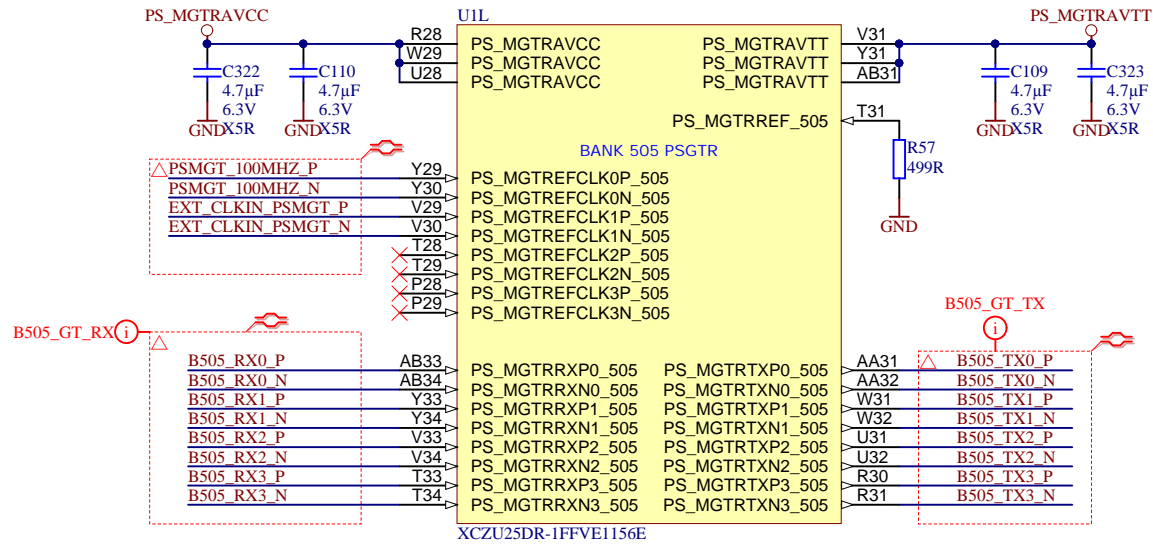 PS_MGTRAVCC
U1L
PS_MGTRAVTT
R28 PS_MGTRAVCC PS_MGTRAVTT V31
W29 PS_MGTRAVCC PS_MGTRAVTT Y31
U28 PS_MGTRAVCC PS_MGTRAVTT AB31
C322
4.7µF
6.3V
X5R
GND
C110
4.7µF
6.3V
X5R
GND
C109
4.7µF
6.3V
X5R
GND
C323
4.7µF
6.3V
X5R
GND
PS_MGTRREF_505 T31
R57
499R
GND
BANK 505 PSGTR
PSMGT_100MHZ_P Y29 PS_MGTREFCLK0P_505
PSMGT_100MHZ_N Y30 PS_MGTREFCLK0N_505
EXT_CLKIN_PSMGT_P V29 PS_MGTREFCLK1P_505
EXT_CLKIN_PSMGT_N V30 PS_MGTREFCLK1N_505
T28 PS_MGTREFCLK2P_505
T29 PS_MGTREFCLK2N_505
P28 PS_MGTREFCLK3P_505
P29 PS_MGTREFCLK3N_505
B505_GT_RX i
B505_GT_TX
i
B505_RX0_P AB33 PS_MGTRRXP0_505 PS_MGTRTXP0_505 AA31 B505_TX0_P
B505_RX0_N AB34 PS_MGTRRXN0_505 PS_MGTRTXN0_505 AA32 B505_TX0_N
B505_RX1_P Y33 PS_MGTRRXP1_505 PS_MGTRTXP1_505 W31 B505_TX1_P
B505_RX1_N Y34 PS_MGTRRXN1_505 PS_MGTRTXN1_505 W32 B505_TX1_N
B505_RX2_P V33 PS_MGTRRXP2_505 PS_MGTRTXP2_505 U31 B505_TX2_P
B505_RX2_N V34 PS_MGTRRXN2_505 PS_MGTRTXN2_505 U32 B505_TX2_N
B505_RX3_P T33 PS_MGTRRXP3_505 PS_MGTRTXP3_505 R30 B505_TX3_P
B505_RX3_N T34 PS_MGTRRXN3_505 PS_MGTRTXN3_505 R31 B505_TX3_N
XCZU25DR-1FFVE1156E